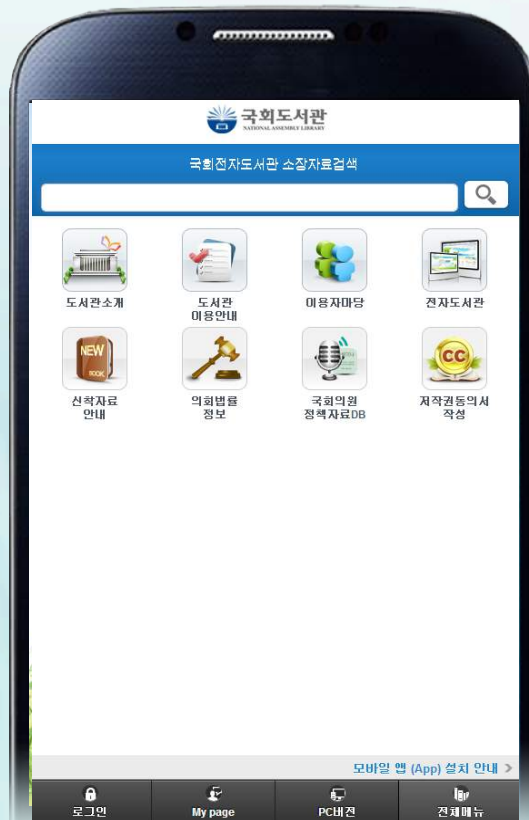 국회도서관
NATIONAL ASSEMBLY LIBRARY
국회전자도서관 소장자료검색
도서관소개
도서관
이용안내
이용자마당
전자도서관
NEW
BOOK
신착자료
안내
의회법률
정보
국회의원
정책자료DB
CC
저작권동의서
작성
모바일 앱 (App) 설치 안내 >
로그인
My page
PC버전
전체메뉴